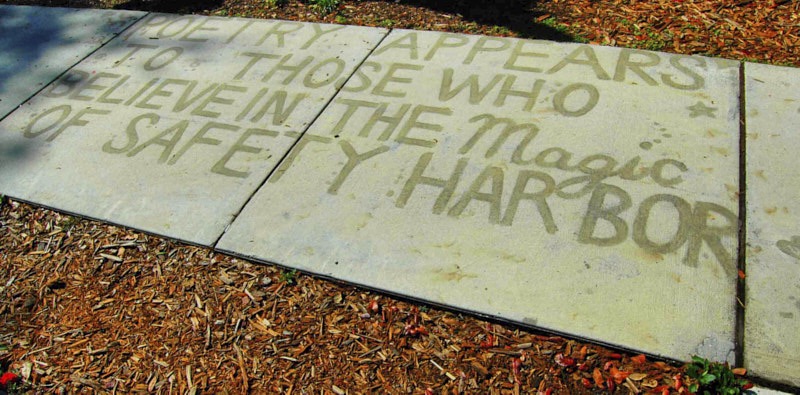 POETRY APPEARS
TO THOSE WHO
BELIEVE IN THE Magic
OF SAFETY HARBOR